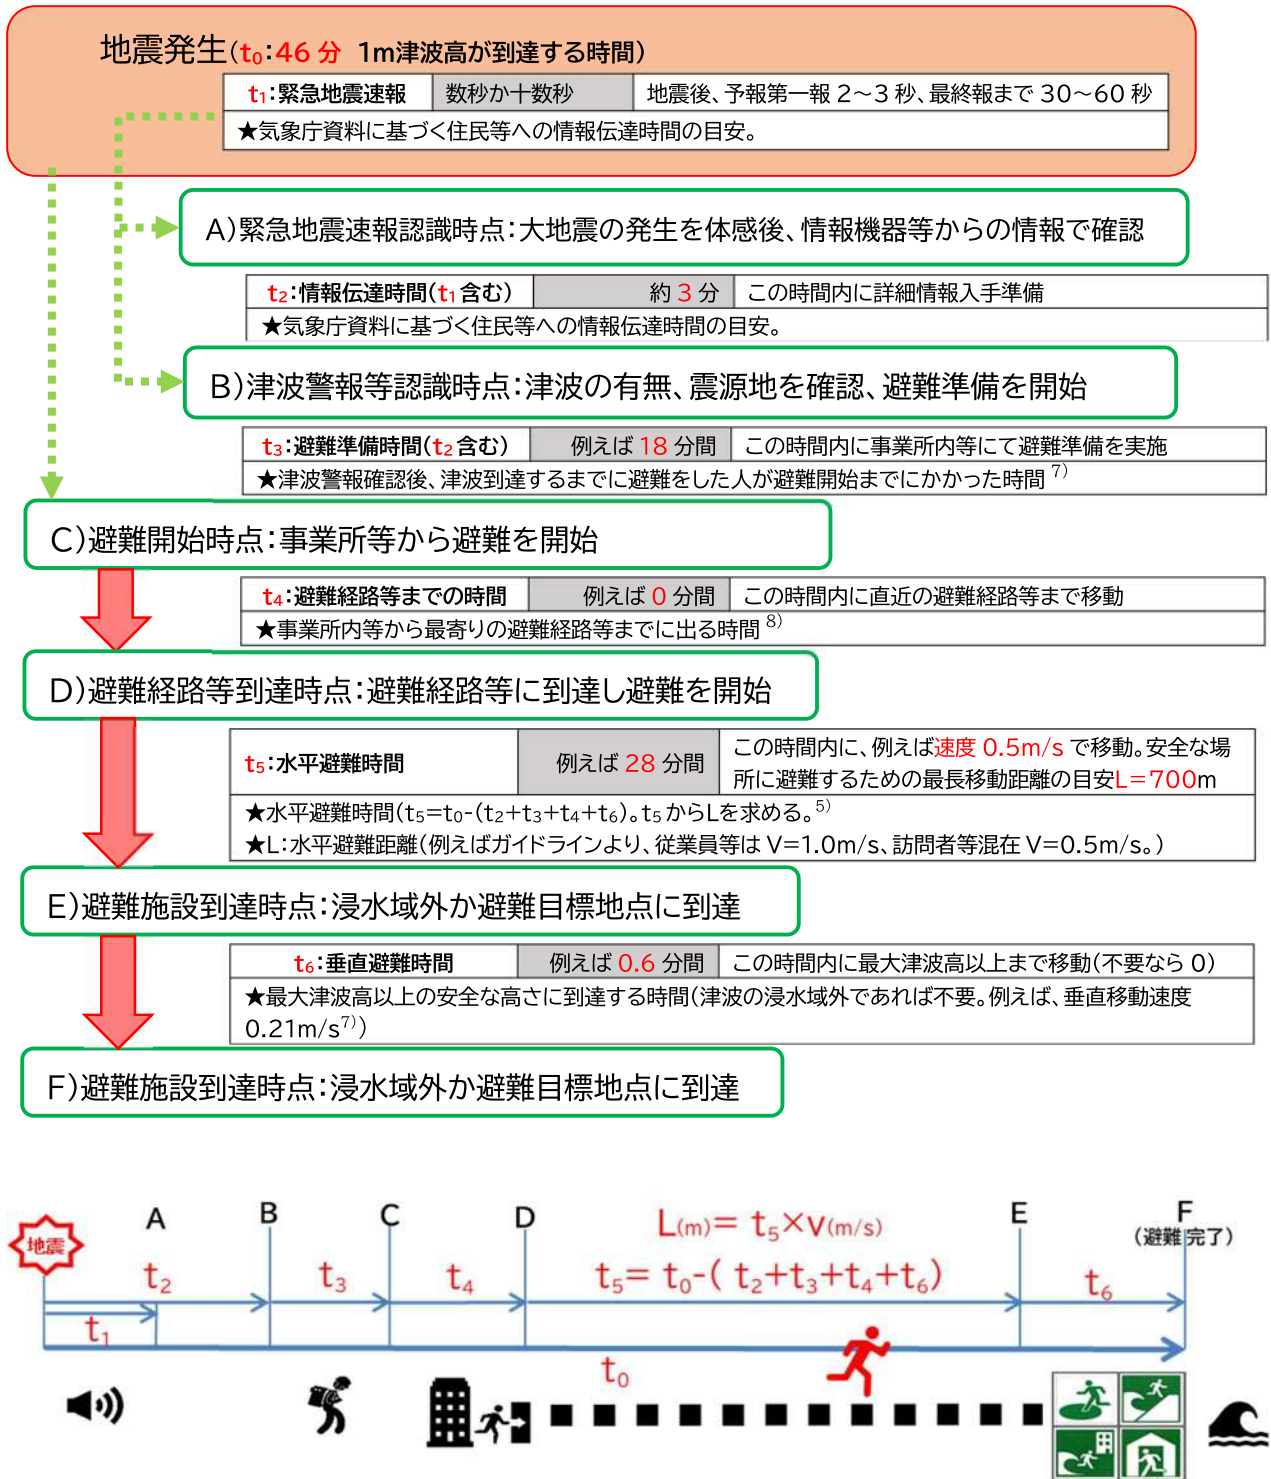 地震発生(t₀:46 分 1m津波高が到達する時間)
t₁:緊急地震速報 数秒か十数秒 地震後、予報第一報 2~3 秒、最終報まで 30~60 秒
★気象庁資料に基づく住民等への情報伝達時間の目安。
A)緊急地震速報認識時点:大地震の発生を体感後、情報機器等からの情報で確認
t₂:情報伝達時間(t₁含む) 約 3 分 この時間内に詳細情報入手準備
★気象庁資料に基づく住民等への情報伝達時間の目安。
B)津波警報等認識時点:津波の有無、震源地を確認、避難準備を開始
t₃:避難準備時間(t₂含む) 例えば 18 分間 この時間内に事業所内等にて避難準備を実施
★津波警報確認後、津波到達するまでに避難をした人が避難開始までにかかった時間 7)
C)避難開始時点:事業所等から避難を開始
t₄:避難経路等までの時間 例えば 0 分間 この時間内に直近の避難経路等まで移動
★事業所内等から最寄りの避難経路等までに出る時間 8)
D)避難経路等到達時点:避難経路等に到達し避難を開始
t₅:水平避難時間 例えば 28 分間 この時間内に、例えば速度 0.5m/s で移動。安全な場
所に避難するための最長移動距離の目安L=700m
★水平避難時間(t₅=t₀-(t₂+t₃+t₄+t₆)。t₅からLを求める。5)
★L:水平避難距離(例えばガイドラインより、従業員等は V=1.0m/s、訪問者等混在 V=0.5m/s。)
E)避難施設到達時点:浸水域外か避難目標地点に到達
t₆:垂直避難時間 例えば 0.6 分間 この時間内に最大津波高以上まで移動(不要なら 0)
★最大津波高以上の安全な高さに到達する時間(津波の浸水域外であれば不要。例えば、垂直移動速度
0.21m/s7))
F)避難施設到達時点:浸水域外か避難目標地点に到達
A B C D L(m)= t₅×v(m/s) E F
地震 (避難完了)
t₂ t₃ t₄ t₅= t₀-( t₂+t₃+t₄+t₆) t₆
t₁
t₀